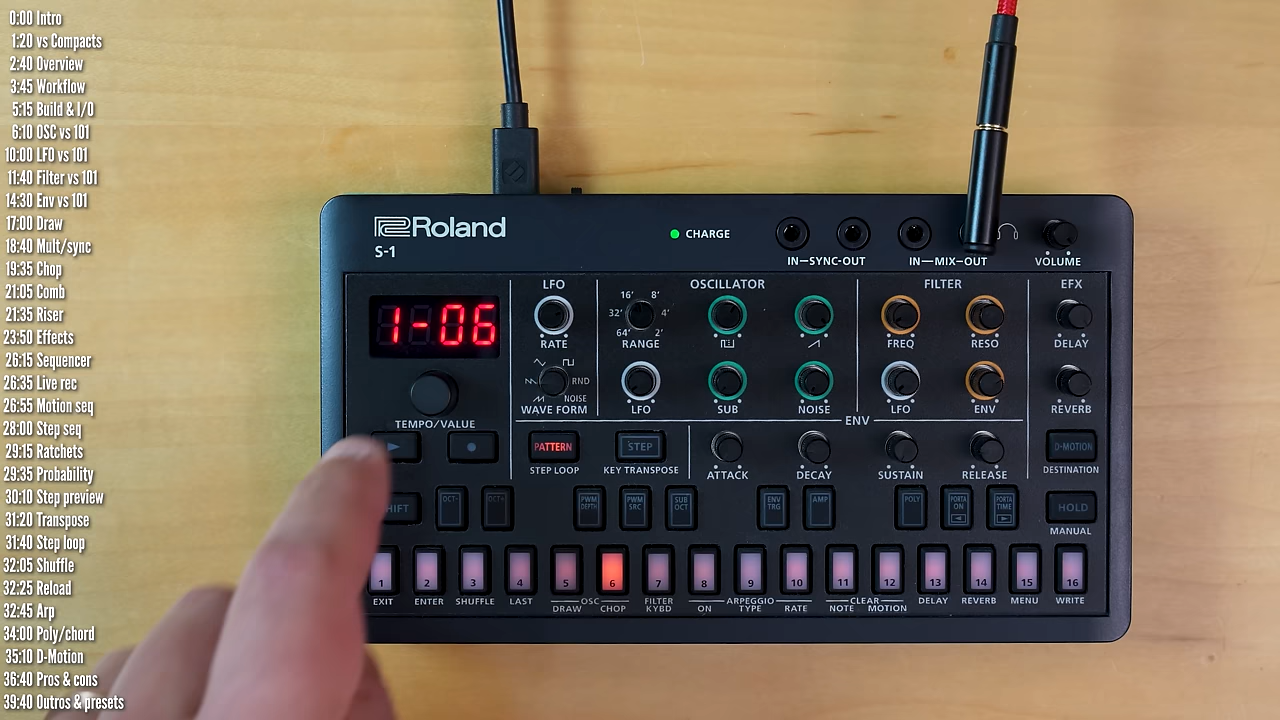 0:00 Intro
1:20 vs Compacts
2:40 Overview
3:45 Workflow
5:15 Build & I/O
6:10 OSC vs 101
10:00 LFO vs 101
11:40 Filter vs 101
14:30 Env vs 101
17:00 Draw
18:40 Mult/sync
19:35 Chop
21:05 Comb
21:35 Riser
23:50 Effects
26:15 Sequencer
26:35 Live rec
26:55 Motion seq
28:00 Step seq
29:15 Ratchets
29:35 Probability
30:10 Step preview
31:20 Transpose
31:40 Step loop
32:05 Shuffle
32:25 Reload
32:45 Arp
34:00 Poly/chord
35:10 D-Motion
36:40 Pros & cons
39:40 Outros & presets
Roland
S-1
CHARGE
IN-SYNC-OUT
IN-MIX-OUT
VOLUME
LFO
OSCILLATOR
FILTER
EFX
1-06
RATE
16' 8'
32' 4'
64' 2'
RANGE
FREQ
RESO
DELAY
RND
NOISE
WAVE FORM
LFO
SUB
NOISE
LFO
ENV
REVERB
TEMPO/VALUE
ENV
PATTERN
STEP
D-MOTION
STEP LOOP
KEY TRANSPOSE
ATTACK
DECAY
SUSTAIN
RELEASE
DESTINATION
OCT-
OCT+
PWM DEPTH
PWM SRC
SUB OCT
ENV TRG
AMP
POLY
PORTA ON
PORTA TIME
HOLD
MANUAL
1 2 3 4 5 6 7 8 9 10 11 12 13 14 15 16
EXIT ENTER SHUFFLE LAST OSC DRAW CHOP FILTER KYBD ARPEGGIO ON TYPE RATE CLEAR NOTE MOTION DELAY REVERB MENU WRITE